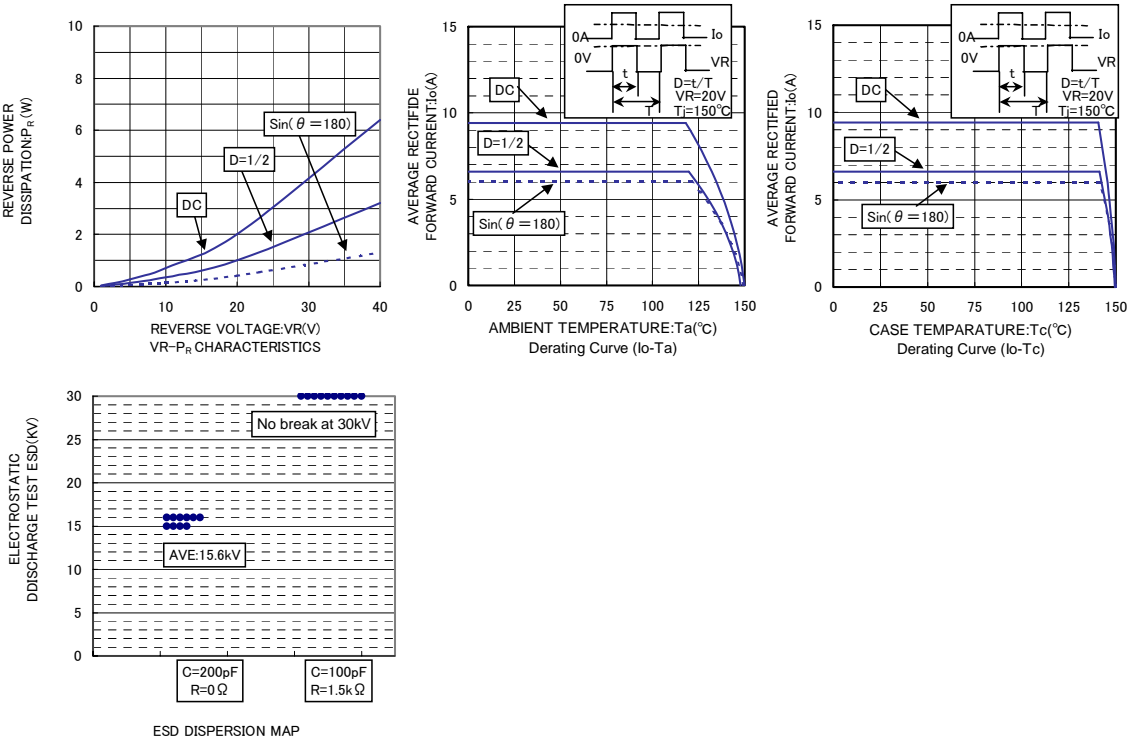 REVERSE POWER
DISSIPATION:PR (W)
10
8
6
4
2
0
Sin(θ=180)
D=1/2
DC
0
10
20
30
40
REVERSE VOLTAGE:VR(V)
VR-PR CHARACTERISTICS
AVERAGE RECTIFIDE
FORWARD CURRENT:Io(A)
15
10
5
0
0A
Io
0V
VR
t
T
D=t/T
VR=20V
Tj=150℃
DC
D=1/2
Sin(θ=180)
0
25
50
75
100
125
150
AMBIENT TEMPERATURE:Ta(℃)
Derating Curve (Io-Ta)
AVERAGE RECTIFIED
FORWARD CURRENT:Io(A)
15
10
5
0
0A
Io
0V
VR
t
T
D=t/T
VR=20V
Tj=150℃
DC
D=1/2
Sin(θ=180)
0
25
50
75
100
125
150
CASE TEMPARATURE:Tc(℃)
Derating Curve (Io-Tc)
ELECTROSTATIC
DDISCHARGE TEST ESD(KV)
30
25
20
15
10
5
0
No break at 30kV
AVE:15.6kV
C=200pF
R=0Ω
C=100pF
R=1.5kΩ
ESD DISPERSION MAP